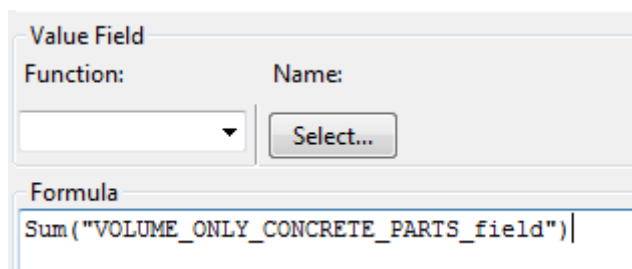 Value Field
Function: Name:
Select...
Formula
Sum("VOLUME_ONLY_CONCRETE_PARTS_field")